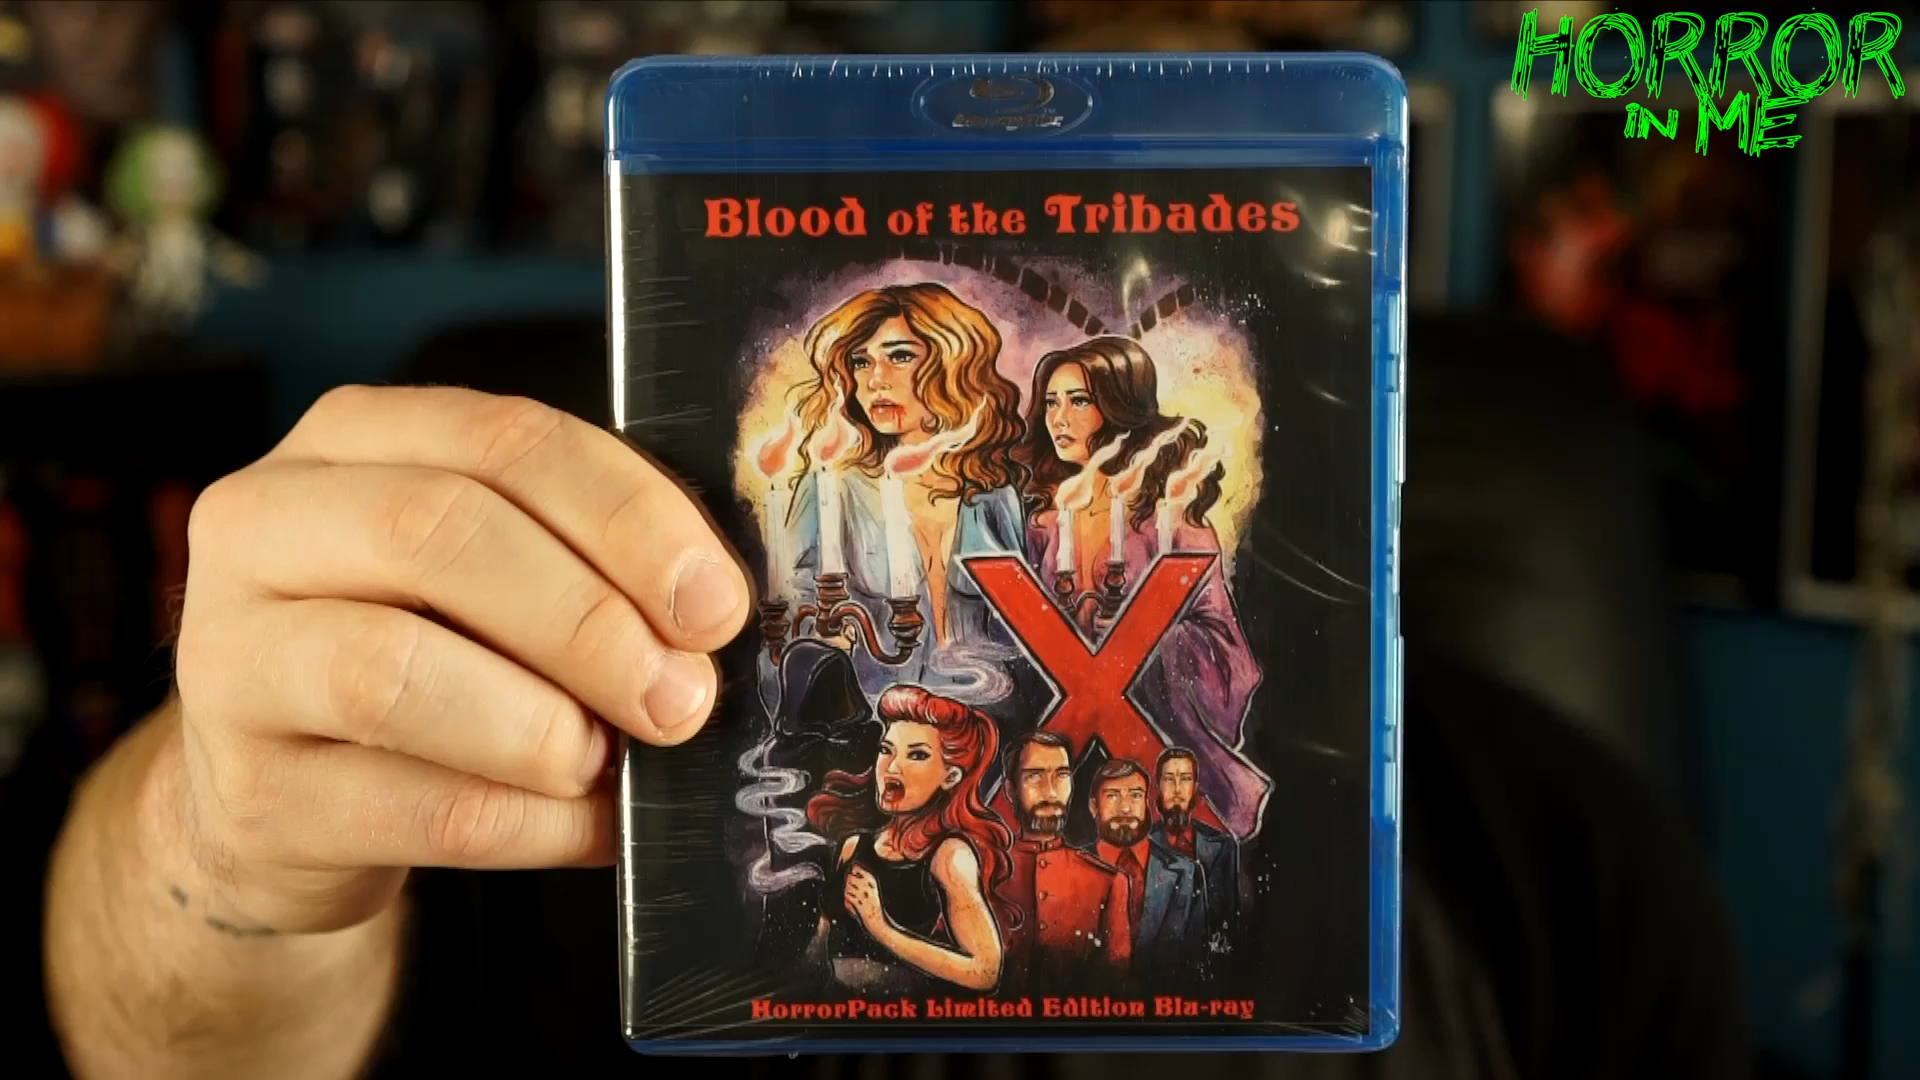 HORROR
IN ME
Blood of the Tribades
X
HorrorPack Limited Edition Blu-ray